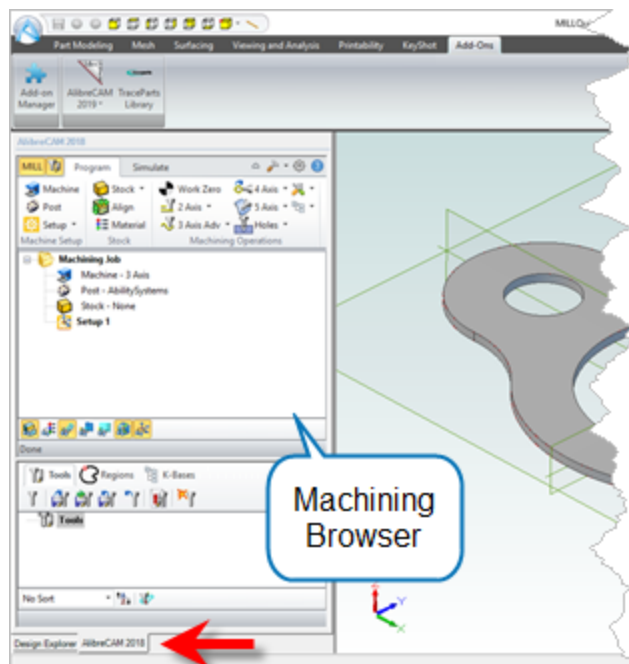 MILLQu
Part Modeling Mesh Surfacing Viewing and Analysis Printability KeyShot Add-Ons
Add-on Manager
AlibreCAM 2019
TraceParts Library
AlibreCAM 2018
MILL Program Simulate
Machine Stock Work Zero 4 Axis
Post Align 2 Axis 5 Axis
Setup Material 3 Axis Adv Holes
Machine Setup Stock Machining Operations
Machining Job
Machine - 3 Axis
Post - AbilitySystems
Stock - None
Setup 1
Done
Tools Regions K-Bases
Tools
Machining
Browser
No Sort
Z
Y
X
Design Explorer AlibreCAM 2018